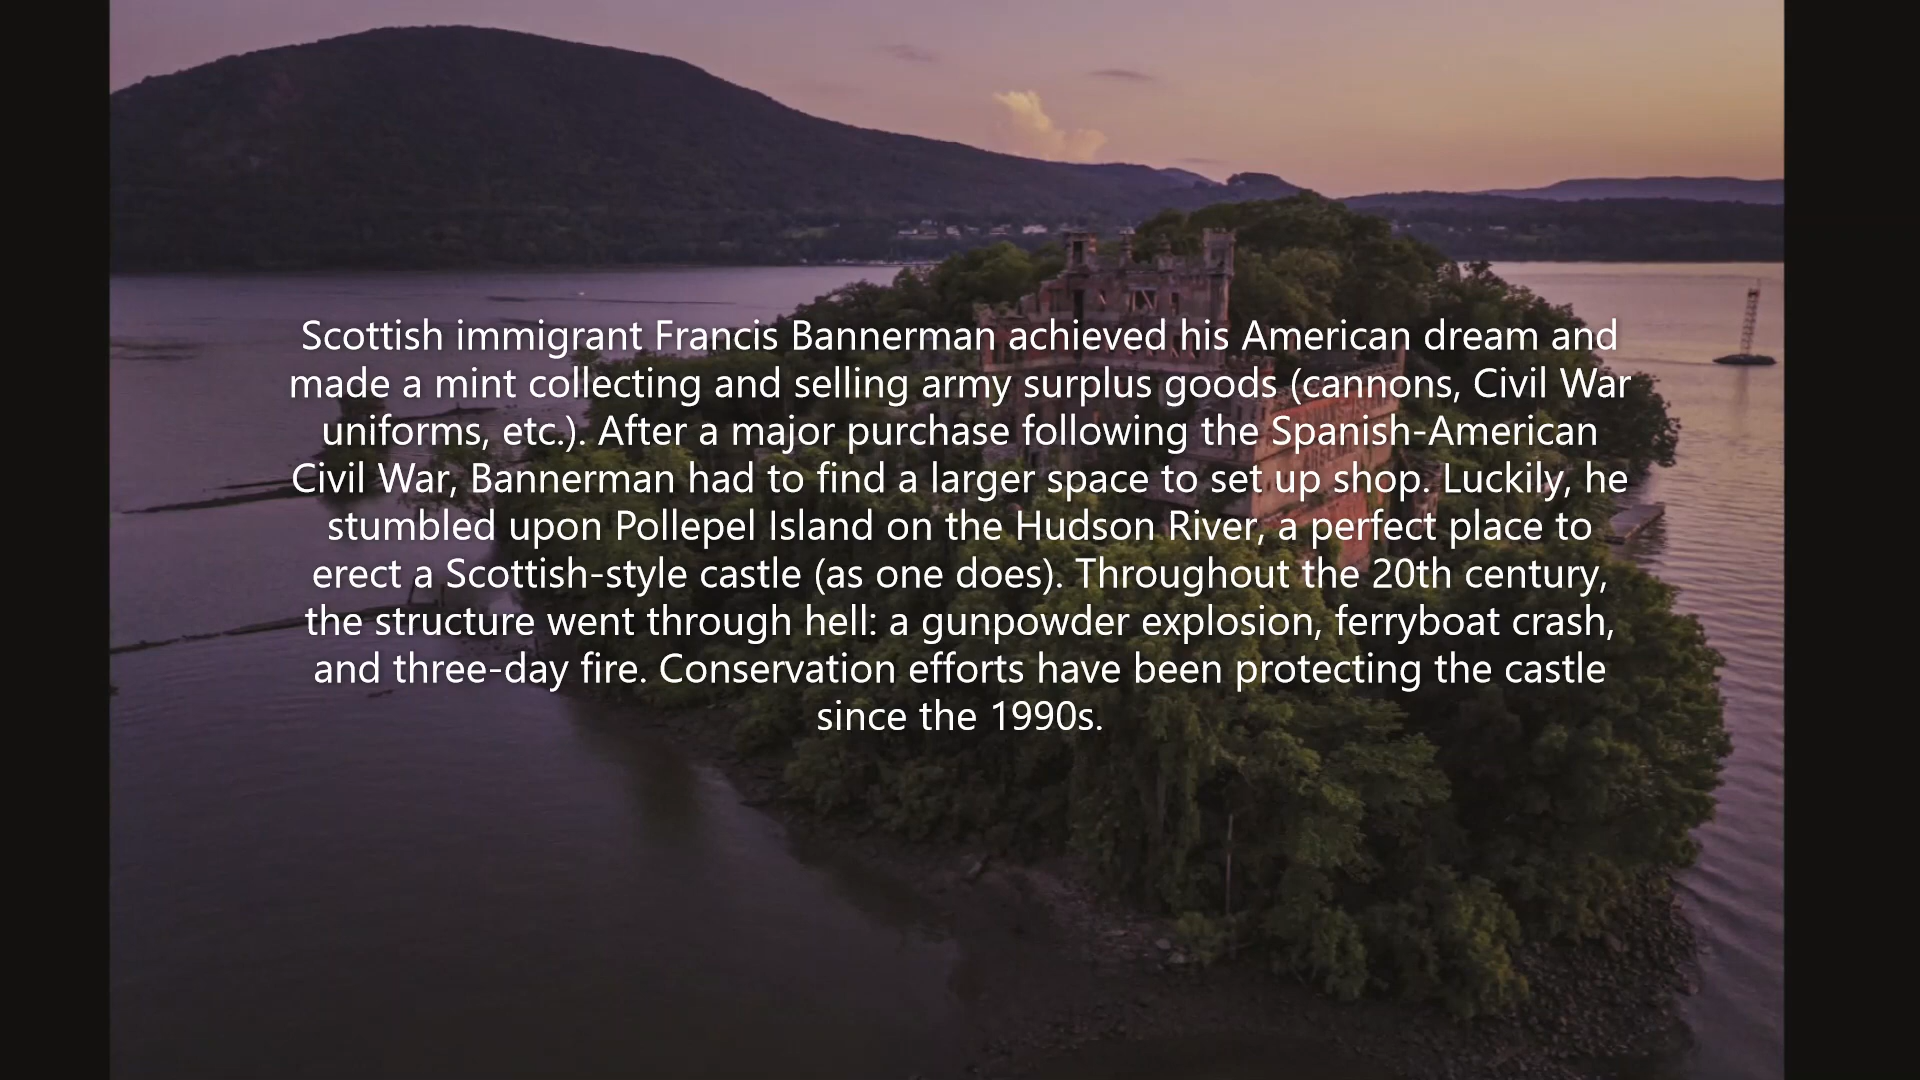 Scottish immigrant Francis Bannerman achieved his American dream and
made a mint collecting and selling army surplus goods (cannons, Civil War
uniforms, etc.). After a major purchase following the Spanish-American
Civil War, Bannerman had to find a larger space to set up shop. Luckily, he
stumbled upon Pollepel Island on the Hudson River, a perfect place to
erect a Scottish-style castle (as one does). Throughout the 20th century,
the structure went through hell: a gunpowder explosion, ferryboat crash,
and three-day fire. Conservation efforts have been protecting the castle
since the 1990s.